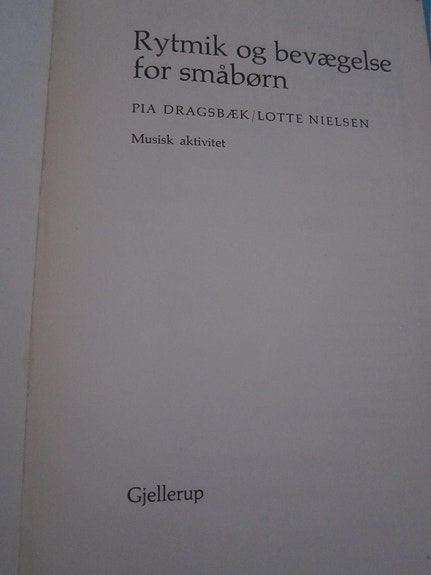 Rytmik og bevægelse
for småbørn
PIA DRAGSBÆK/LOTTE NIELSEN
Musisk aktivitet
Gjellerup